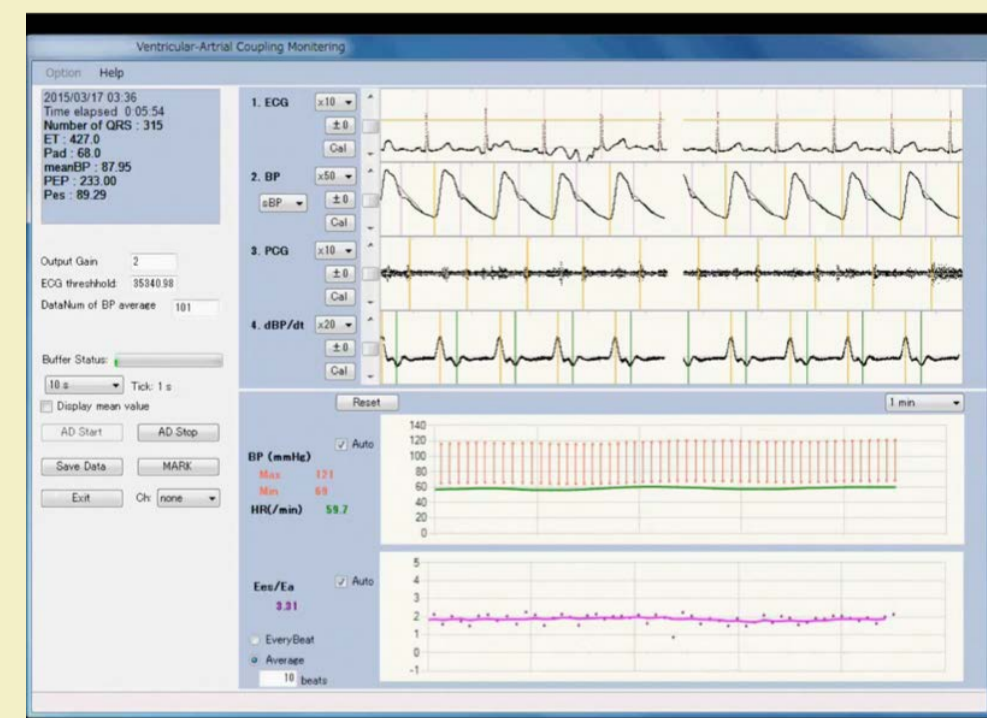 Ventricular-Artrial Coupling Monitering
Option Help
2015/03/17 03:36
Time elapsed 0:05:54
Number of QRS : 315
ET : 427.0
Pad : 68.0
meanBP : 87.95
PEP : 233.00
Pes : 89.29
Output Gain 2
ECG threshhold 35340.98
DataNum of BP average 101
Buffer Status:
10 s Tick: 1 s
Display mean value
AD Start AD Stop
Save Data MARK
Exit Ch: none
1. ECG x10
±0
Cal
2. BP x50
sBP ±0
Cal
3. PCG x10
±0
Cal
4. dBP/dt x20
±0
Cal
Reset 1 min
Auto
BP (mmHg)
Max 121
Min 69
HR(/min) 59.7
140
120
100
80
60
40
20
0
Auto
Ees/Ea
3.31
EveryBeat
Average
10 beats
5
4
3
2
1
0
-1